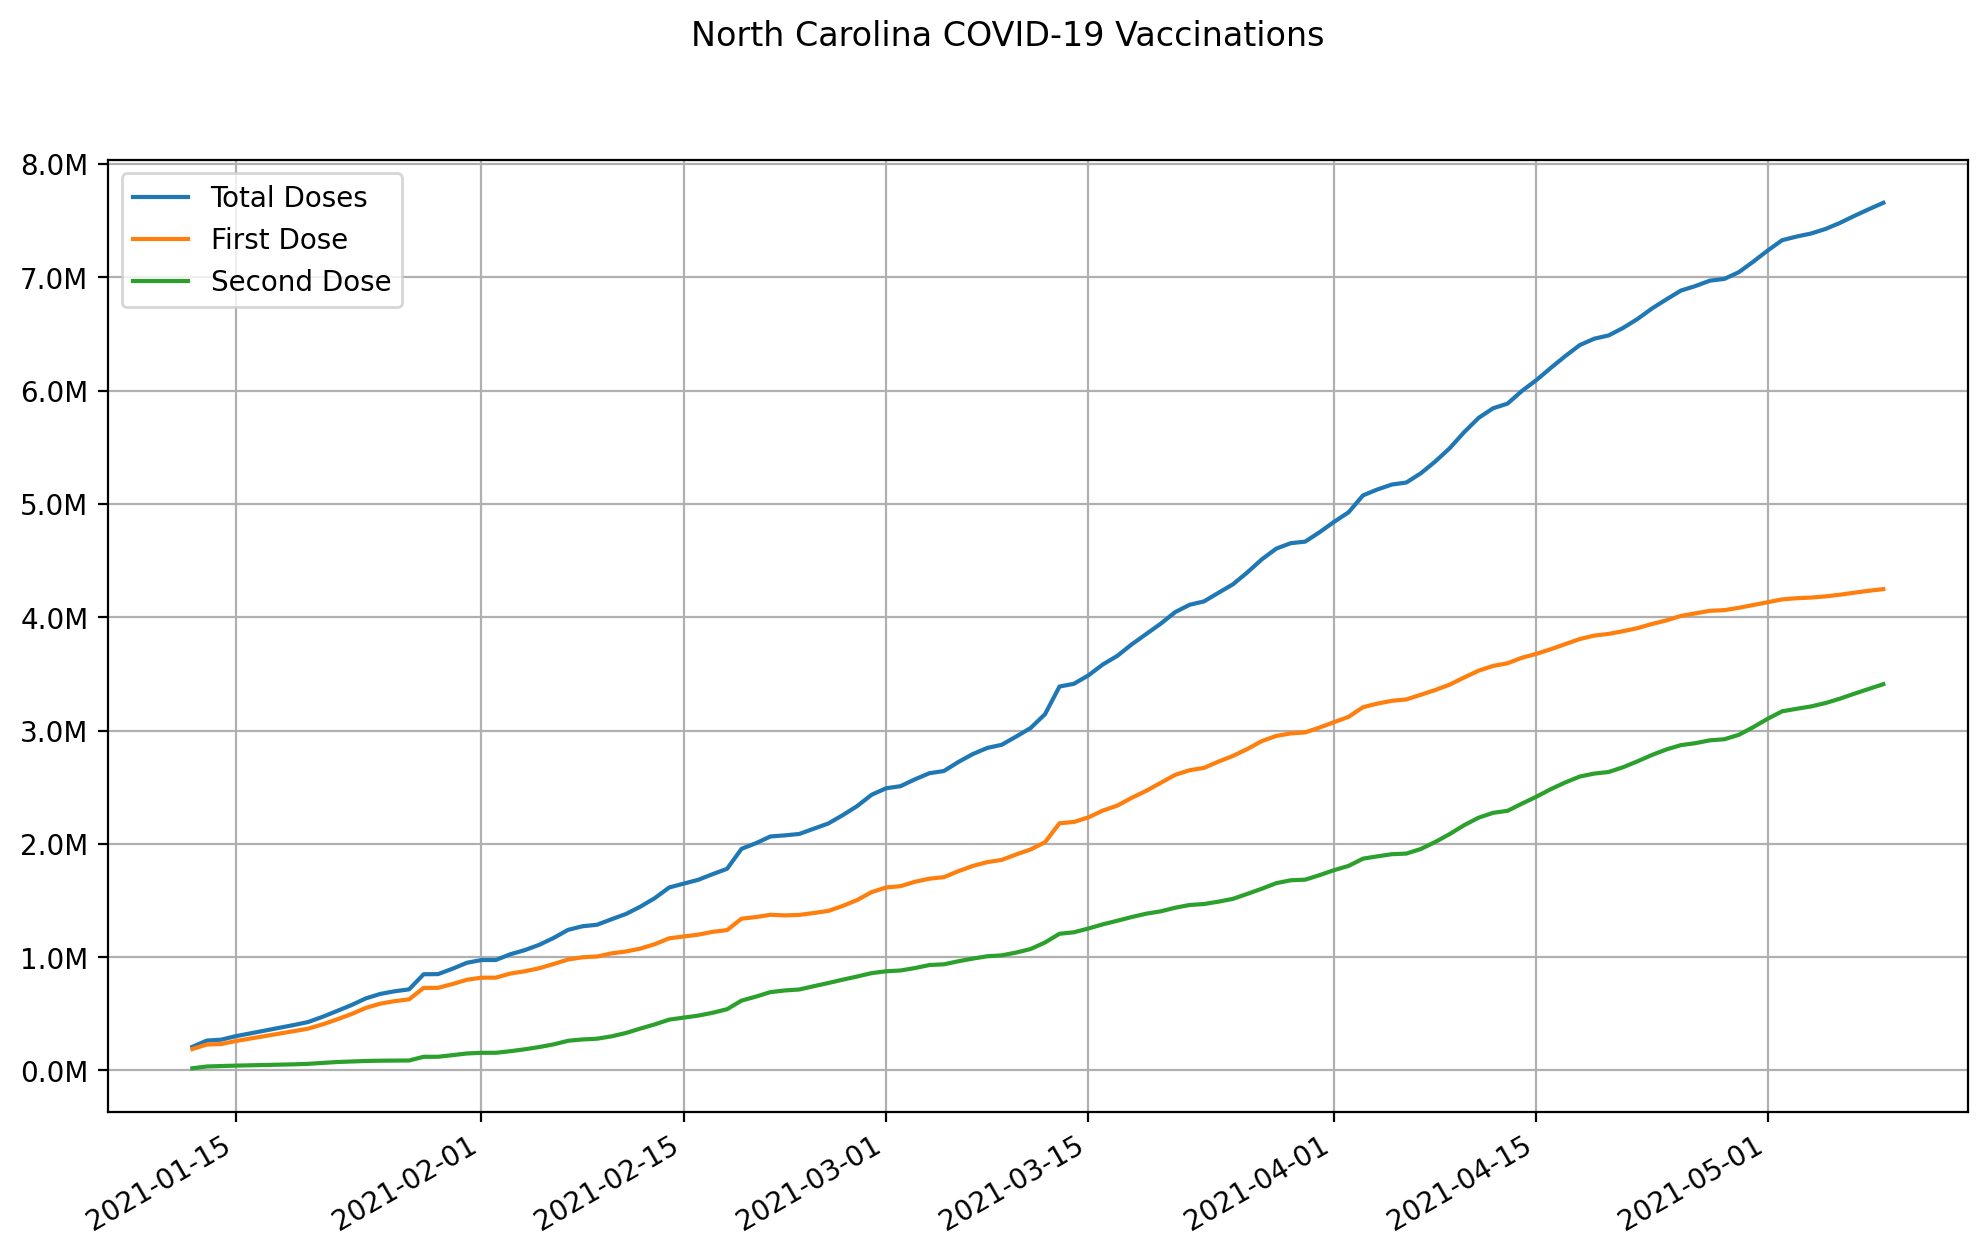 North Carolina COVID-19 Vaccinations
8.0M
7.0M
6.0M
5.0M
4.0M
3.0M
2.0M
1.0M
0.0M
Total Doses
First Dose
Second Dose
2021-01-15
2021-02-01
2021-02-15
2021-03-01
2021-03-15
2021-04-01
2021-04-15
2021-05-01